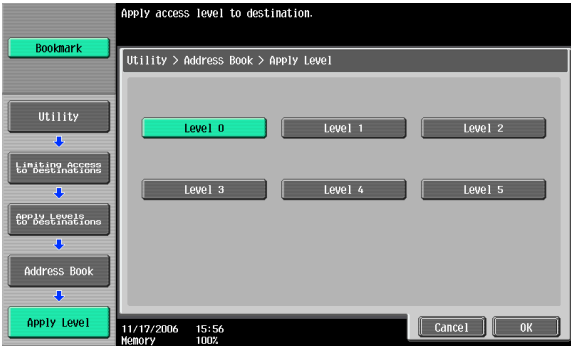 Apply access level to destination.
Bookmark
Utility > Address Book > Apply Level
Utility
Limiting Access
to Destinations
Apply Levels
to Destinations
Address Book
Apply Level
Level 0 Level 1 Level 2
Level 3 Level 4 Level 5
11/17/2006 15:56
Memory 100%
Cancel OK